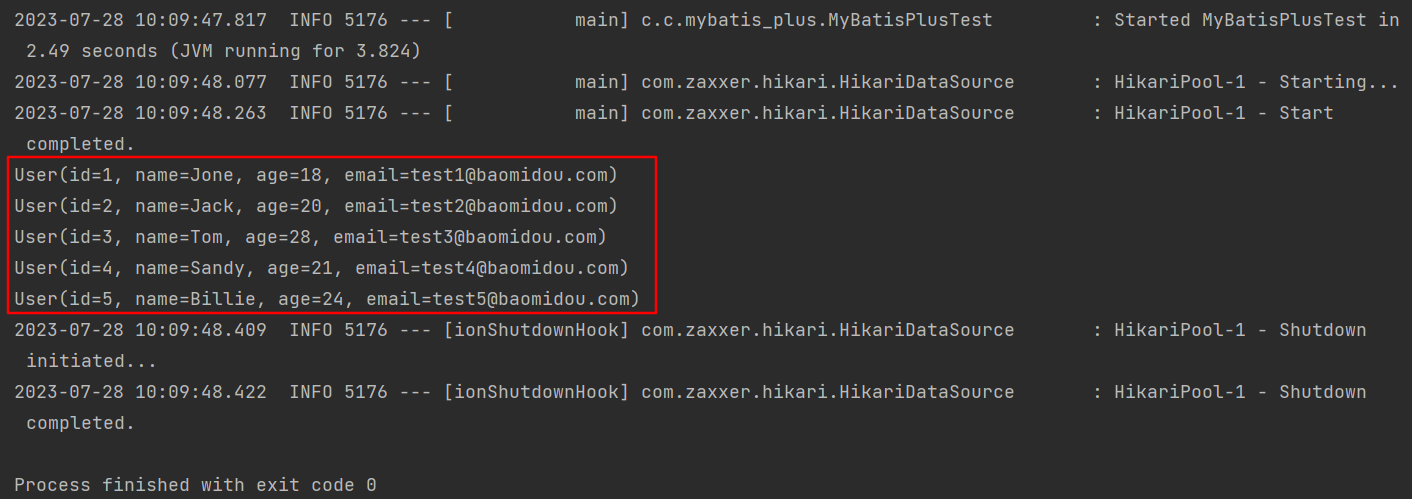 2023-07-28 10:09:47.817  INFO 5176 --- [           main] c.c.mybatis_plus.MyBatisPlusTest         : Started MyBatisPlusTest in
 2.49 seconds (JVM running for 3.824)
2023-07-28 10:09:48.077  INFO 5176 --- [           main] com.zaxxer.hikari.HikariDataSource       : HikariPool-1 - Starting...
2023-07-28 10:09:48.263  INFO 5176 --- [           main] com.zaxxer.hikari.HikariDataSource       : HikariPool-1 - Start
 completed.
User(id=1, name=Jone, age=18, email=test1@baomidou.com)
User(id=2, name=Jack, age=20, email=test2@baomidou.com)
User(id=3, name=Tom, age=28, email=test3@baomidou.com)
User(id=4, name=Sandy, age=21, email=test4@baomidou.com)
User(id=5, name=Billie, age=24, email=test5@baomidou.com)
2023-07-28 10:09:48.409  INFO 5176 --- [ionShutdownHook] com.zaxxer.hikari.HikariDataSource       : HikariPool-1 - Shutdown
 initiated...
2023-07-28 10:09:48.422  INFO 5176 --- [ionShutdownHook] com.zaxxer.hikari.HikariDataSource       : HikariPool-1 - Shutdown
 completed.
Process finished with exit code 0